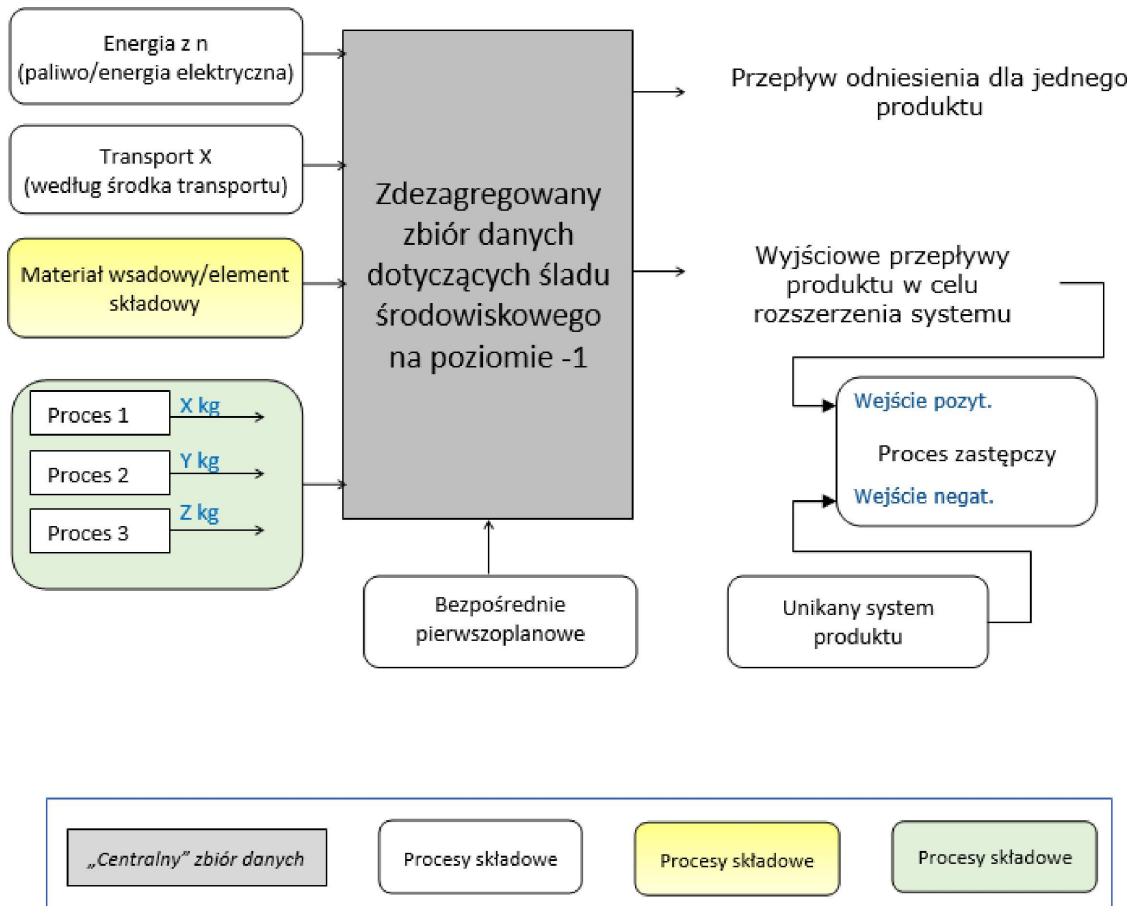 Energia z n
(paliwo/energia elektryczna)
Transport X
(według środka transportu)
Materiał wsadowy/element
składowy
Proces 1
X kg
Proces 2
Y kg
Proces 3
Z kg
Zdezagregowany
zbiór danych
dotyczących śladu
środowiskowego
na poziomie -1
Bezpośrednie
pierwszoplanowe
Przepływ odniesienia dla jednego
produktu
Wyjściowe przepływy
produktu w celu
rozszerzenia systemu
Wejście pozyt.
Proces zastępczy
Wejście negat.
Unikany system
produktu
„Centralny” zbiór danych
Procesy składowe
Procesy składowe
Procesy składowe